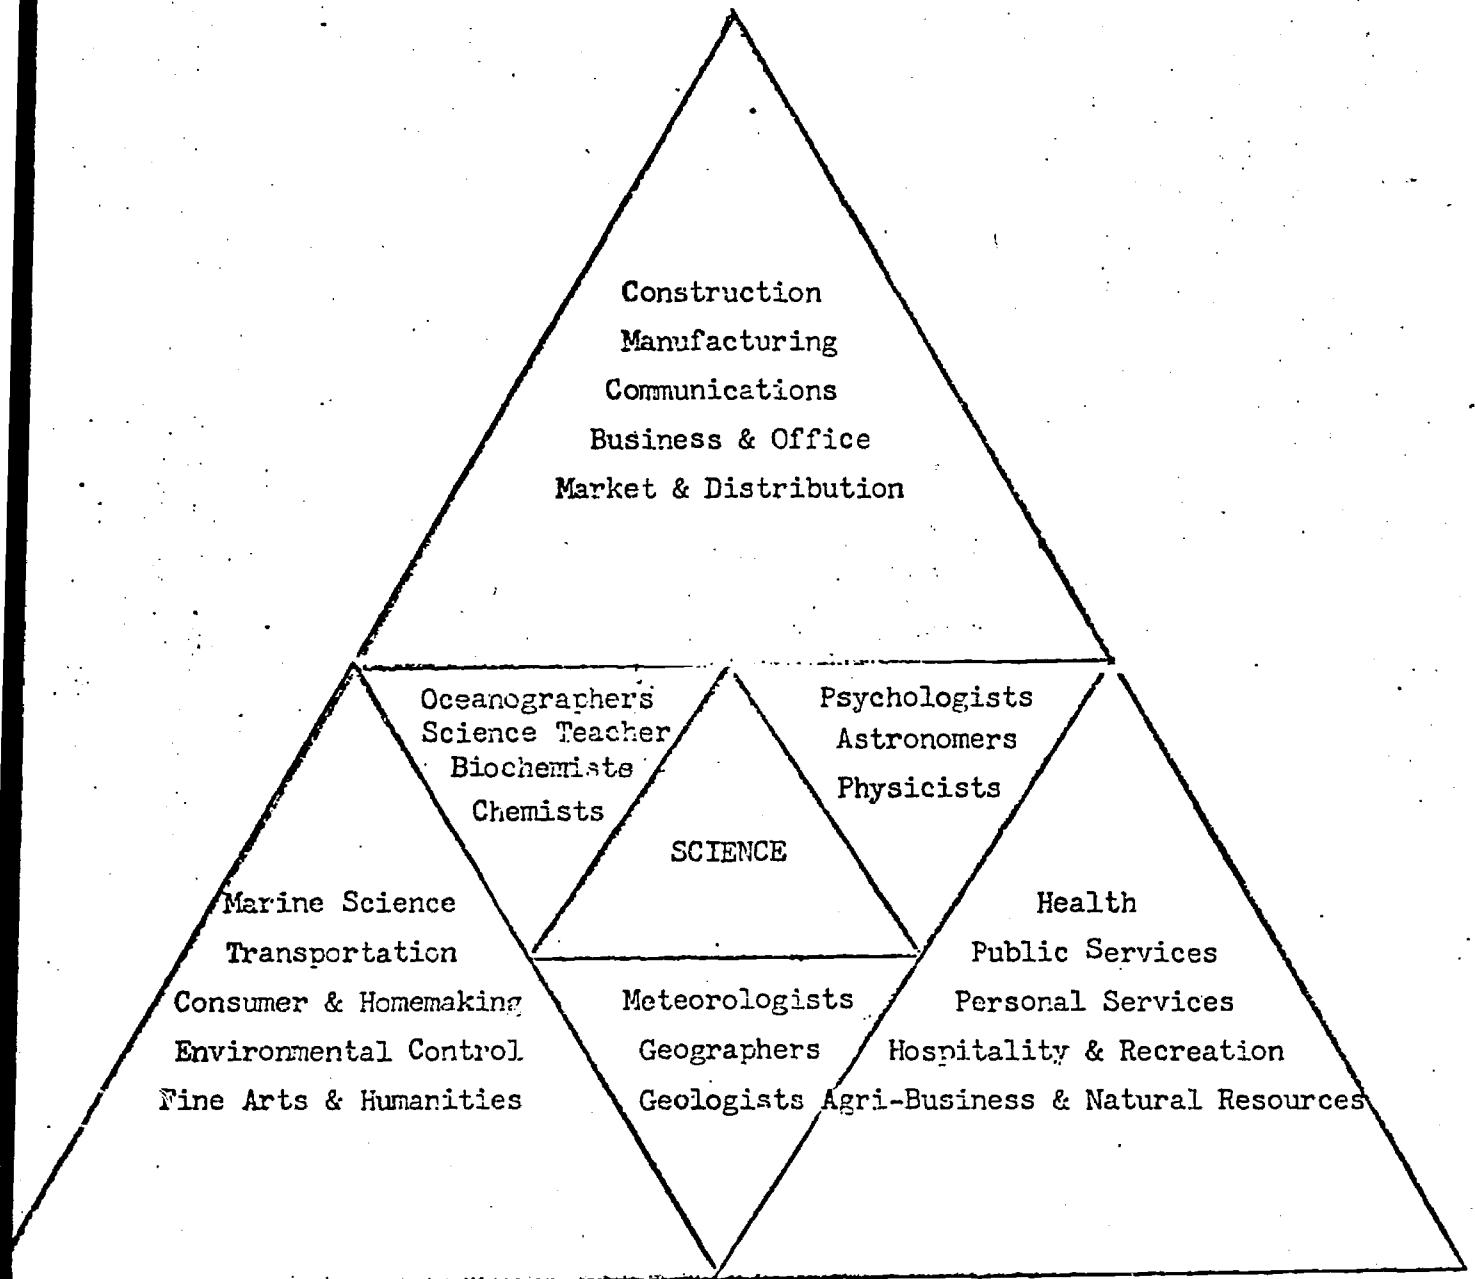 Construction
Manufacturing
Communications
Business & Office
Market & Distribution
Oceanographers
Science Teacher
Biochemists
Chemists
Psychologists
Astronomers
Physicists
SCIENCE
Marine Science
Transportation
Consumer & Homemaking
Environmental Control
Fine Arts & Humanities
Meteorologists
Geographers
Geologists
Health
Public Services
Personal Services
Hospitality & Recreation
Agri-Business & Natural Resources